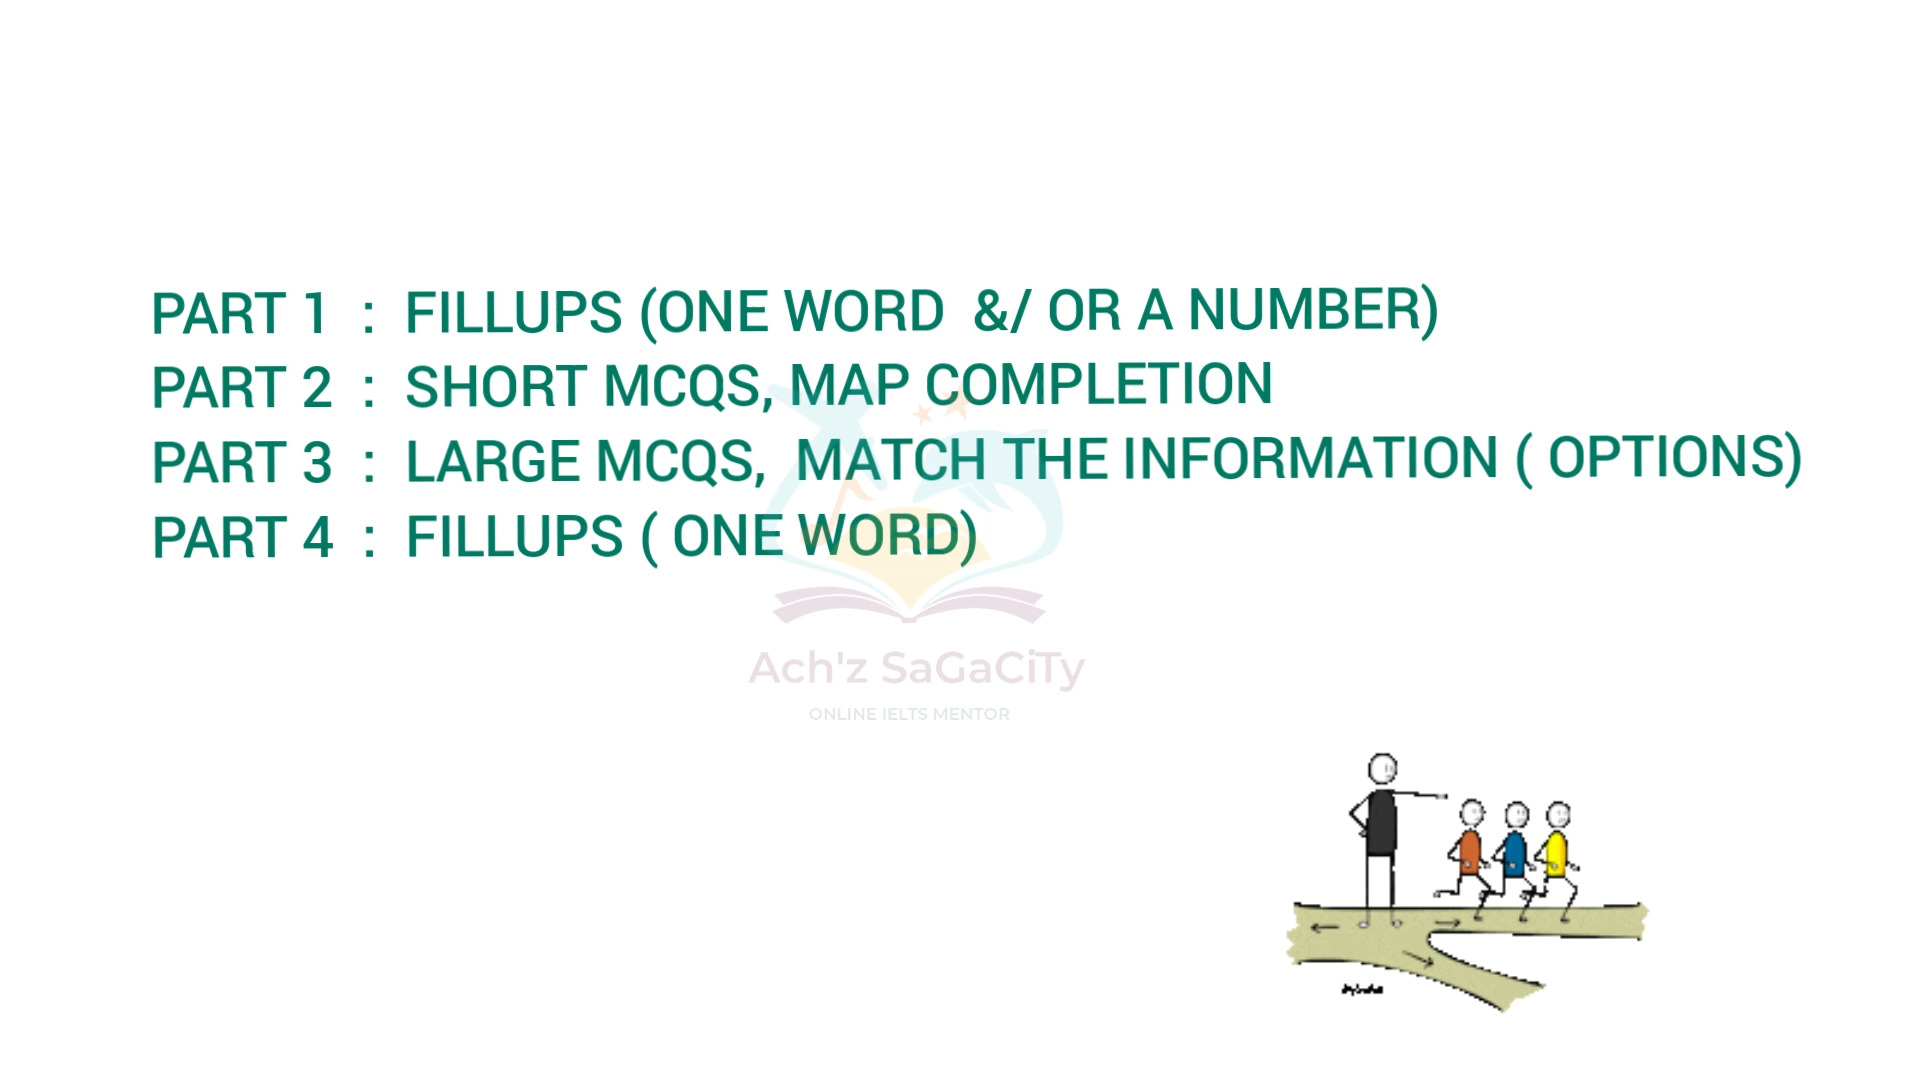 PART 1 : FILLUPS (ONE WORD &/ OR A NUMBER)
PART 2 : SHORT MCQS, MAP COMPLETION
PART 3 : LARGE MCQS, MATCH THE INFORMATION ( OPTIONS)
PART 4 : FILLUPS ( ONE WORD)
Ach'z SaGaCiTy
ONLINE IELTS MENTOR